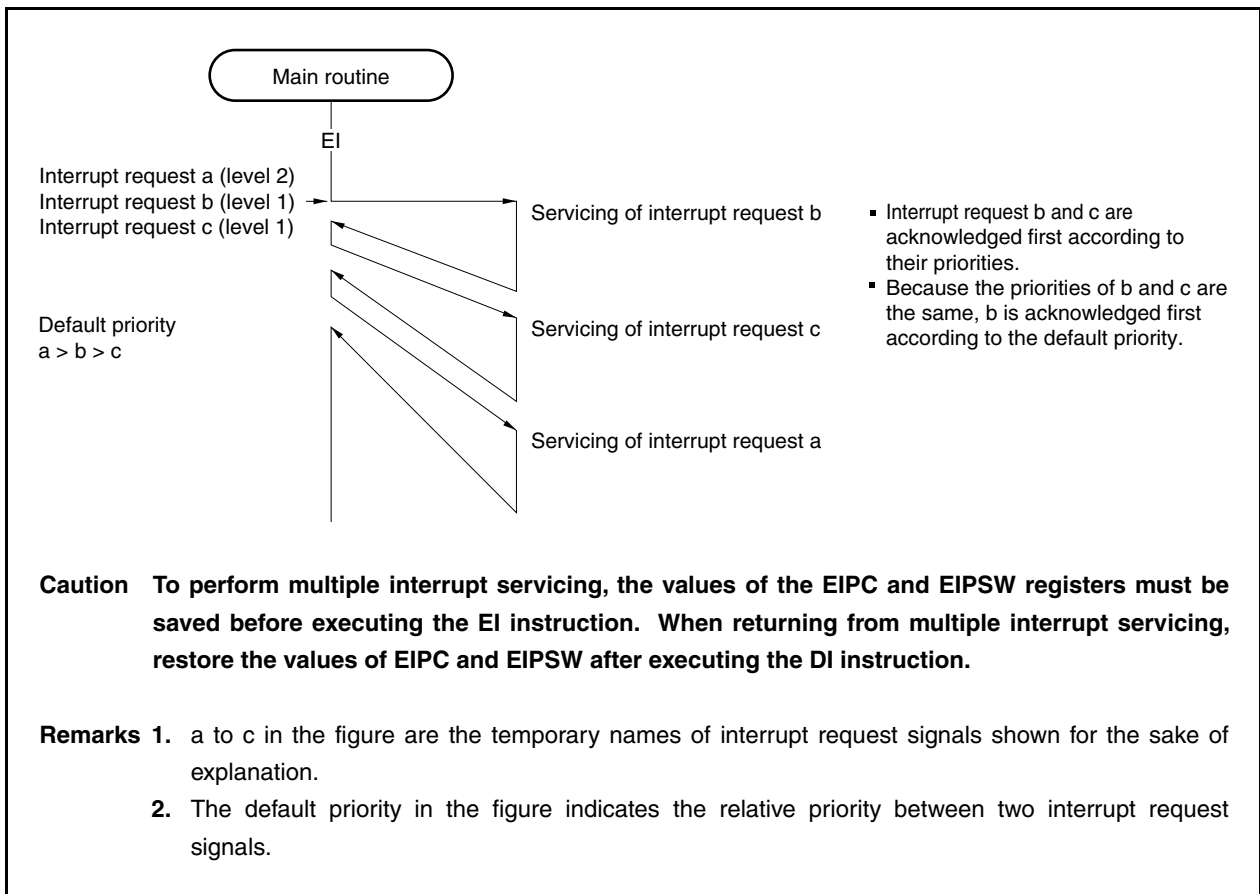 Main routine
EI
Interrupt request a (level 2)
Interrupt request b (level 1)
Interrupt request c (level 1)
Servicing of interrupt request b
▪ Interrupt request b and c are
acknowledged first according to
their priorities.
▪ Because the priorities of b and c are
the same, b is acknowledged first
according to the default priority.
Default priority
a > b > c
Servicing of interrupt request c
Servicing of interrupt request a
Caution To perform multiple interrupt servicing, the values of the EIPC and EIPSW registers must be
saved before executing the EI instruction. When returning from multiple interrupt servicing,
restore the values of EIPC and EIPSW after executing the DI instruction.
Remarks 1. a to c in the figure are the temporary names of interrupt request signals shown for the sake of
explanation.
2. The default priority in the figure indicates the relative priority between two interrupt request
signals.